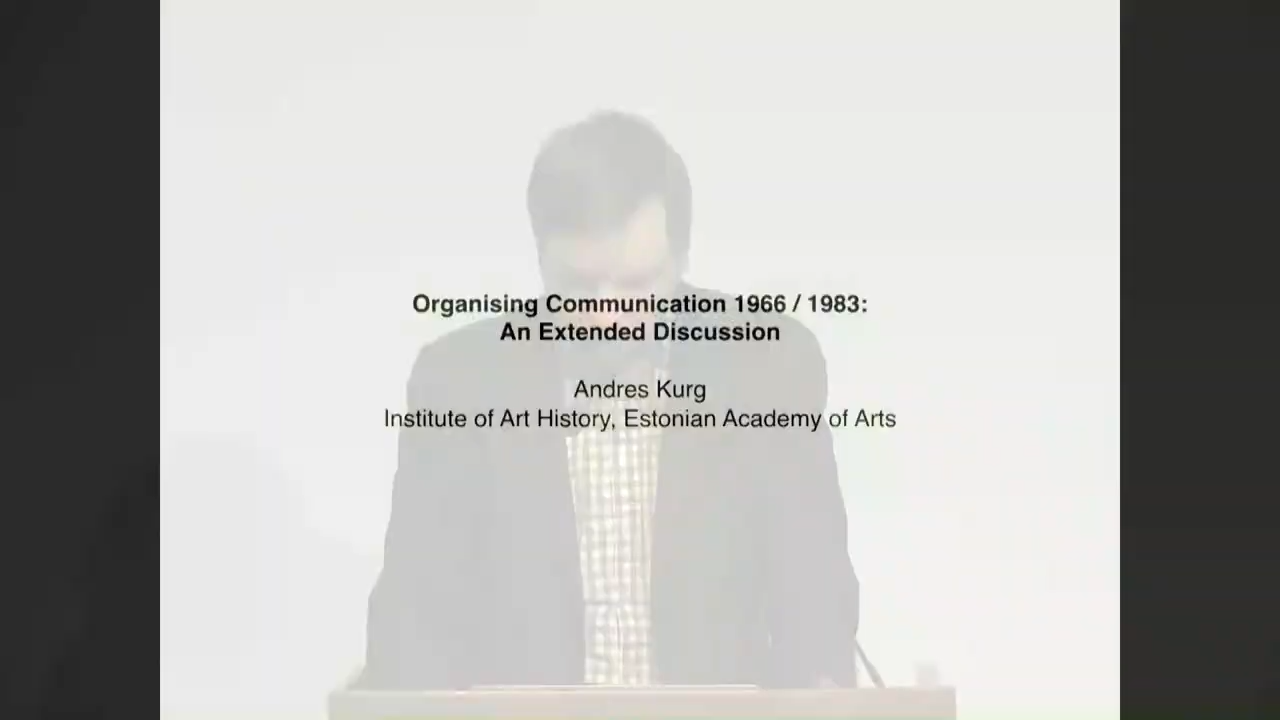 Organising Communication 1966 / 1983:
An Extended Discussion
Andres Kurg
Institute of Art History, Estonian Academy of Arts